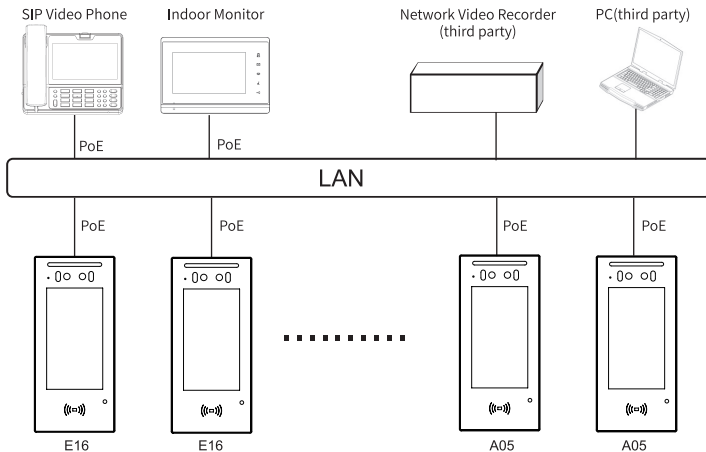 SIP Video Phone
Indoor Monitor
Network Video Recorder
(third party)
PC(third party)
PoE
PoE
LAN
PoE
PoE
PoE
PoE
E16
E16
A05
A05